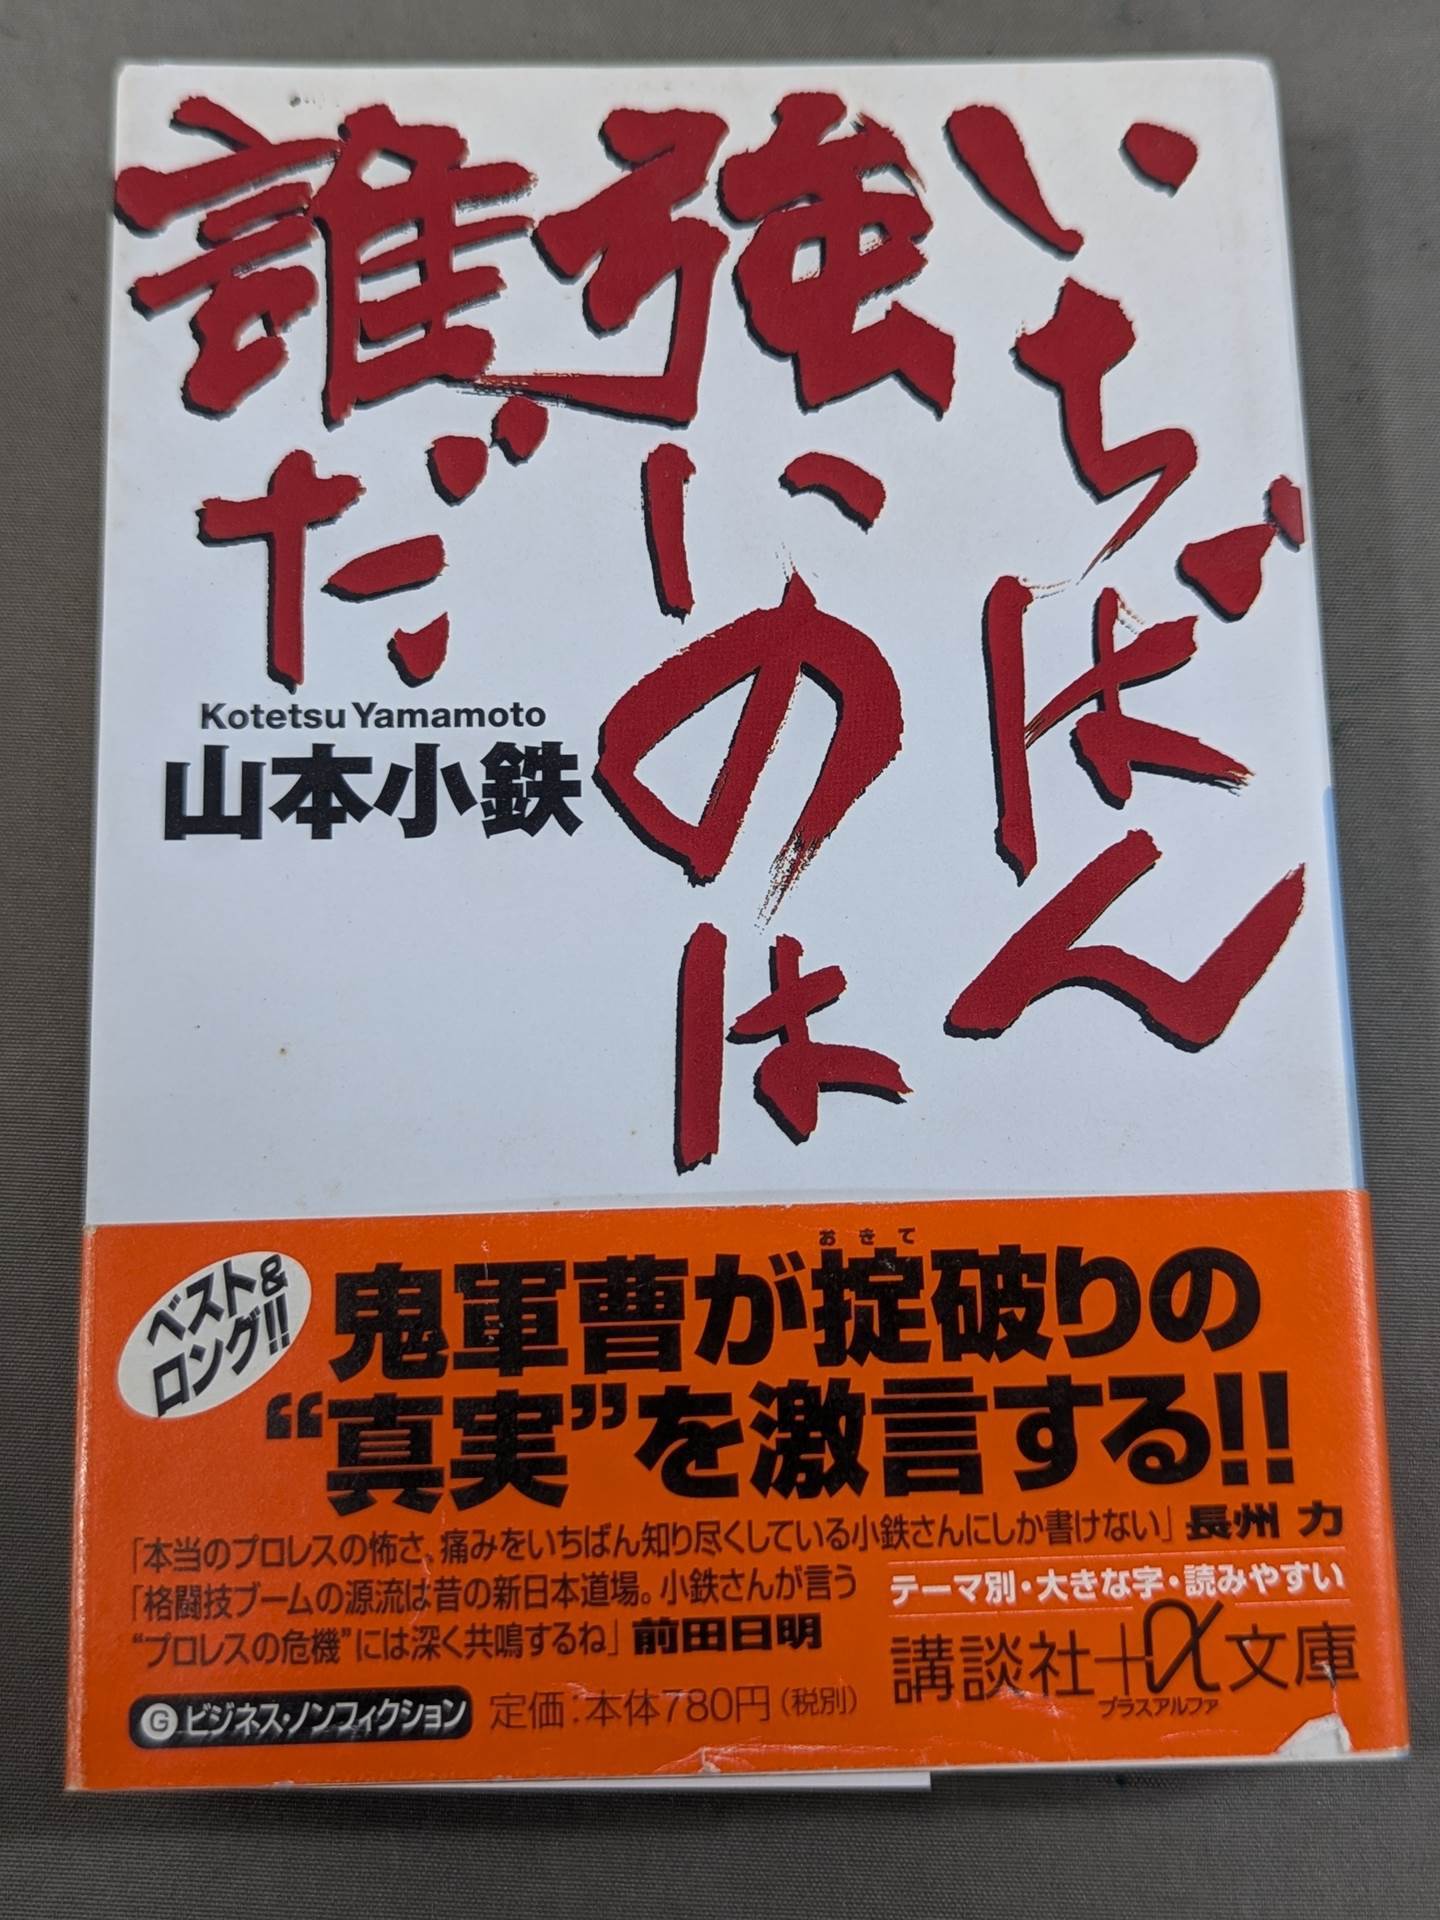 いちばん
強いのは
誰だ
Kotetsu Yamamoto
山本小鉄
ベスト&
ロング!!
おきて
鬼軍曹が掟破りの
“真実”を激言する!!
「本当のプロレスの怖さ、痛みをいちばん知り尽くしている小鉄さんにしか書けない」長州 力
「格闘技ブームの源流は昔の新日本道場。小鉄さんが言う
“プロレスの危機”には深く共鳴するね」前田日明
テーマ別・大きな字・読みやすい
講談社+α文庫
プラスアルファ
G ビジネス・ノンフィクション
定価:本体780円(税別)